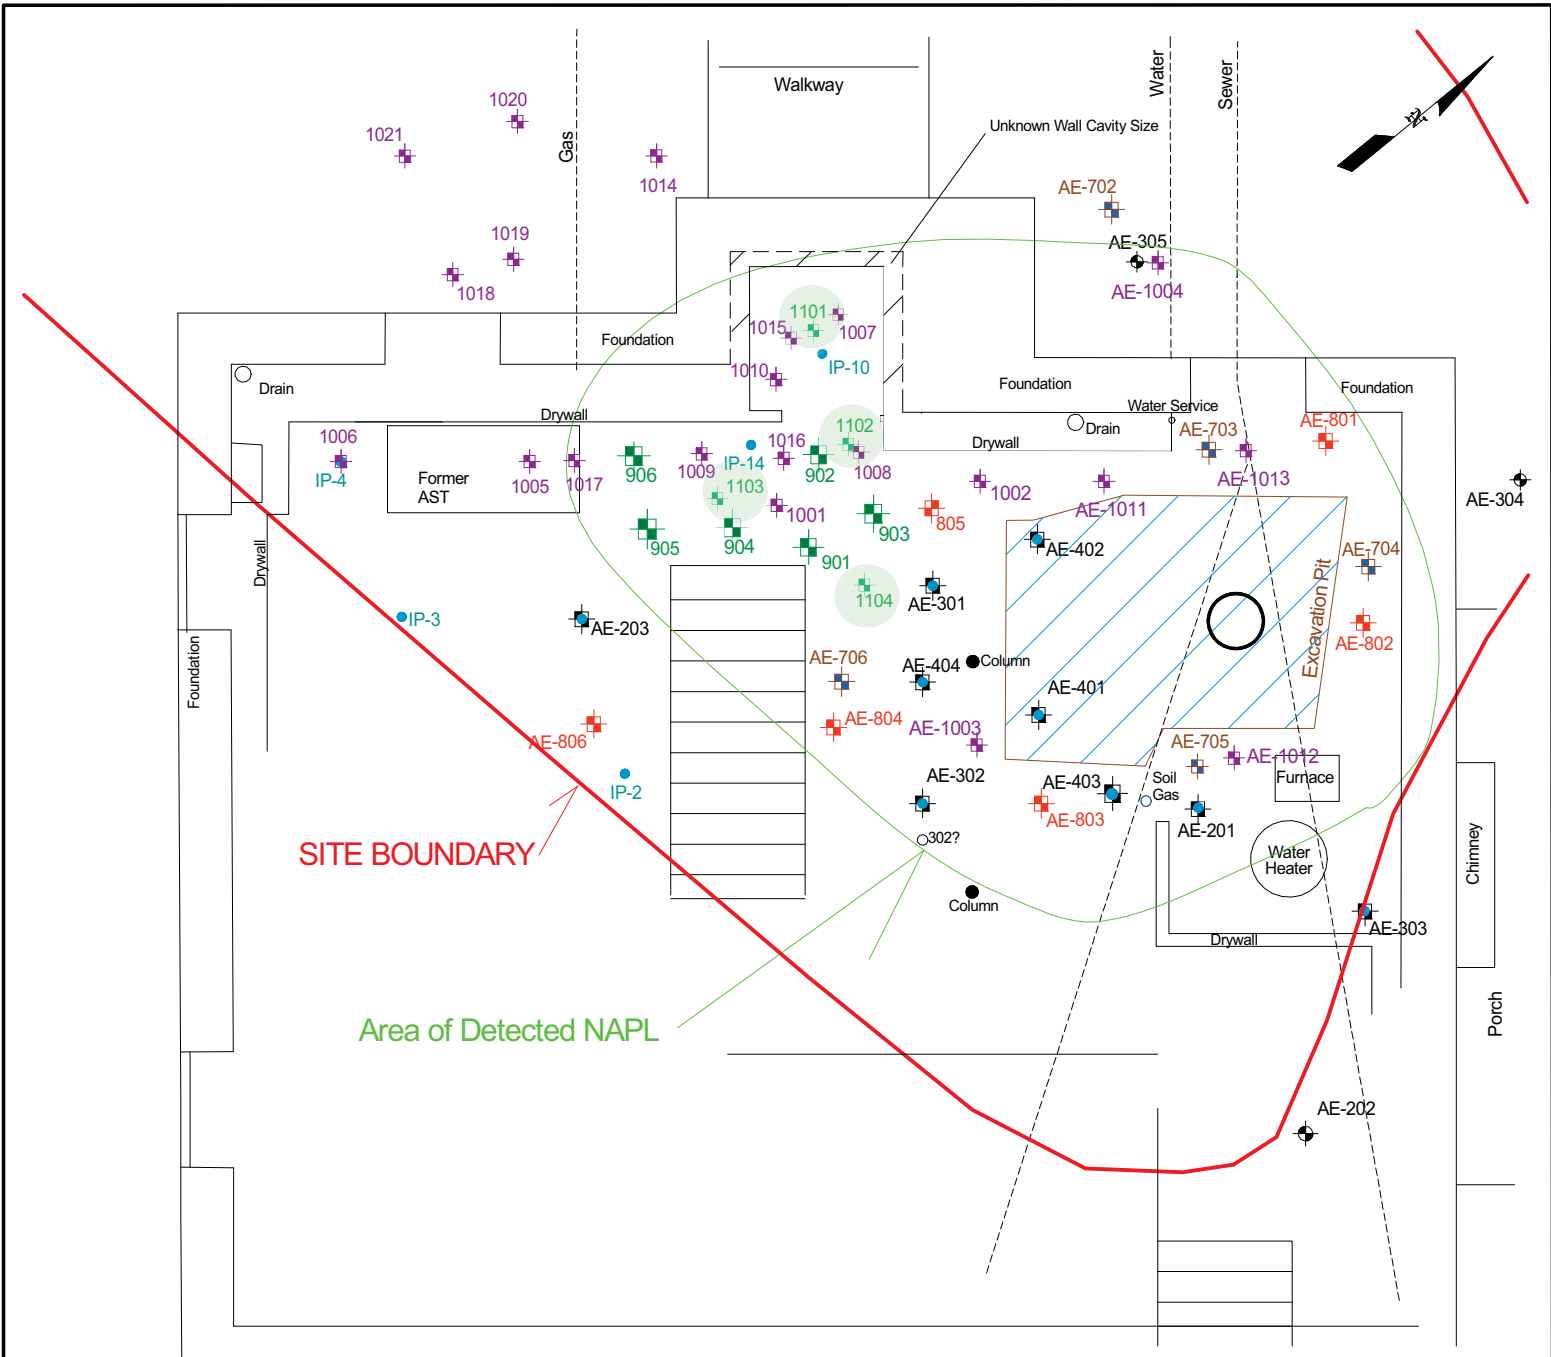 Walkway
Water
Sewer
N
1020
1021
Gas
Unknown Wall Cavity Size
1014
AE-702
1019
AE-305
1018
AE-1004
1101
1015
1007
Foundation
IP-10
1010
Foundation
Foundation
Drain
Drywall
Water Service
1102
Drain
AE-703
AE-801
1006
Drywall
IP-4
Former
AST
1005
1017
906
1009
IP-14
1016
902
1008
1103
1002
AE-1011
AE-1013
AE-304
1001
903
805
905
904
901
AE-402
AE-704
Drywall
1104
AE-301
Excavation Pit
IP-3
AE-203
AE-802
Foundation
AE-706
AE-404
Column
AE-401
AE-804
AE-1003
AE-806
AE-705
AE-1012
IP-2
AE-302
AE-403
Soil
Gas
Furnace
AE-803
AE-201
302?
SITE BOUNDARY
Water
Heater
Chimney
Column
AE-303
Drywall
Area of Detected NAPL
Porch
AE-202